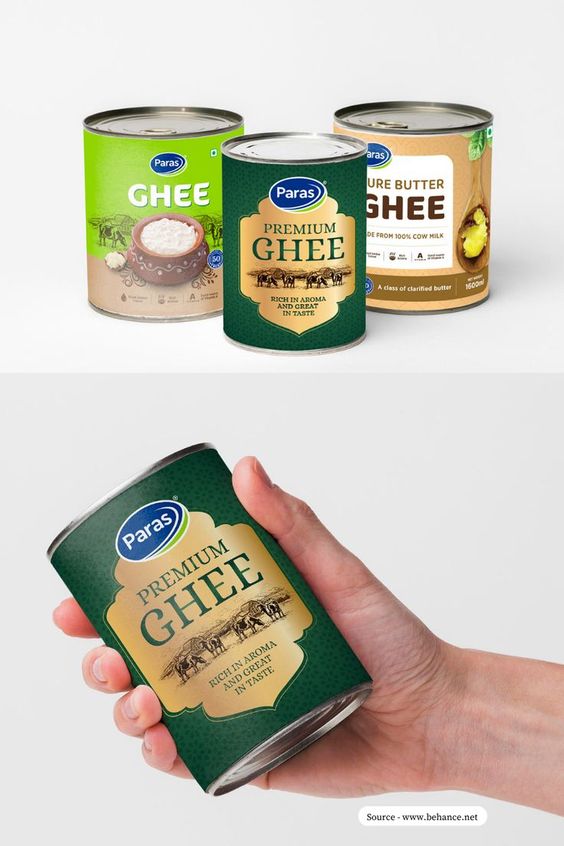 Paras
GHEE
50
Paras
®
PREMIUM
GHEE
RICH IN AROMA
AND GREAT
IN TASTE
Paras
URE BUTTER
GHEE
DE FROM 100% COW MILK
A class of clarified butter
1600ml
Paras
®
PREMIUM
GHEE
RICH IN AROMA
AND GREAT
IN TASTE
Source - www.behance.net